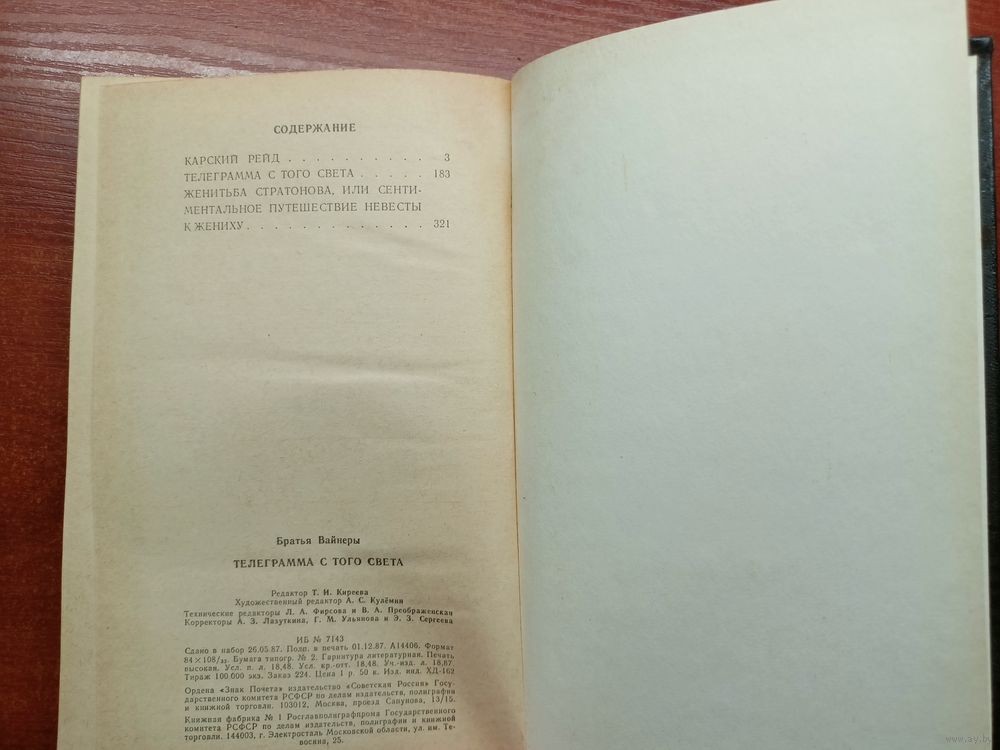 СОДЕРЖАНИЕ
КАРСКИЙ РЕЙД . . . . . . . . . . 3
ТЕЛЕГРАММА С ТОГО СВЕТА . . . . . 183
ЖЕНИТЬБА СТРАТОНОВА, ИЛИ СЕНТИ-
МЕНТАЛЬНОЕ ПУТЕШЕСТВИЕ НЕВЕСТЫ
К ЖЕНИХУ . . . . . . . . . . . . . 321
Братья Вайнеры
ТЕЛЕГРАММА С ТОГО СВЕТА
Редактор Т. И. Киреева
Художественный редактор А. С. Кулёмин
Технические редакторы Л. А. Фирсова и В. А. Преображенская
Корректоры А. З. Лазуткина, Г. М. Ульянова и Э. З. Сергеева
ИБ № 7143
Сдано в набор 26.05.87. Подп. в печать 01.12.87. А14406. Формат
84×108/32. Бумага типогр. № 2. Гарнитура литературная. Печать
высокая. Усл. п. л. 18,48. Усл. кр.-отт. 18,48. Уч.-изд. л. 18,87.
Тираж 100 000 экз. Заказ 224. Цена 1 р. 50 к. Изд. инд. ХД-162
Ордена «Знак Почета» издательство «Советская Россия» Госу-
дарственного комитета РСФСР по делам издательств, полиграфии
и книжной торговли. 103012, Москва, проезд Сапунова, 13/15.
Книжная фабрика № 1 Росглавполиграфпрома Государственного
комитета РСФСР по делам издательств, полиграфии и книжной
торговли. 144003, г. Электросталь Московской области, ул. им. Те-
восяна, 25.
www.ay.by